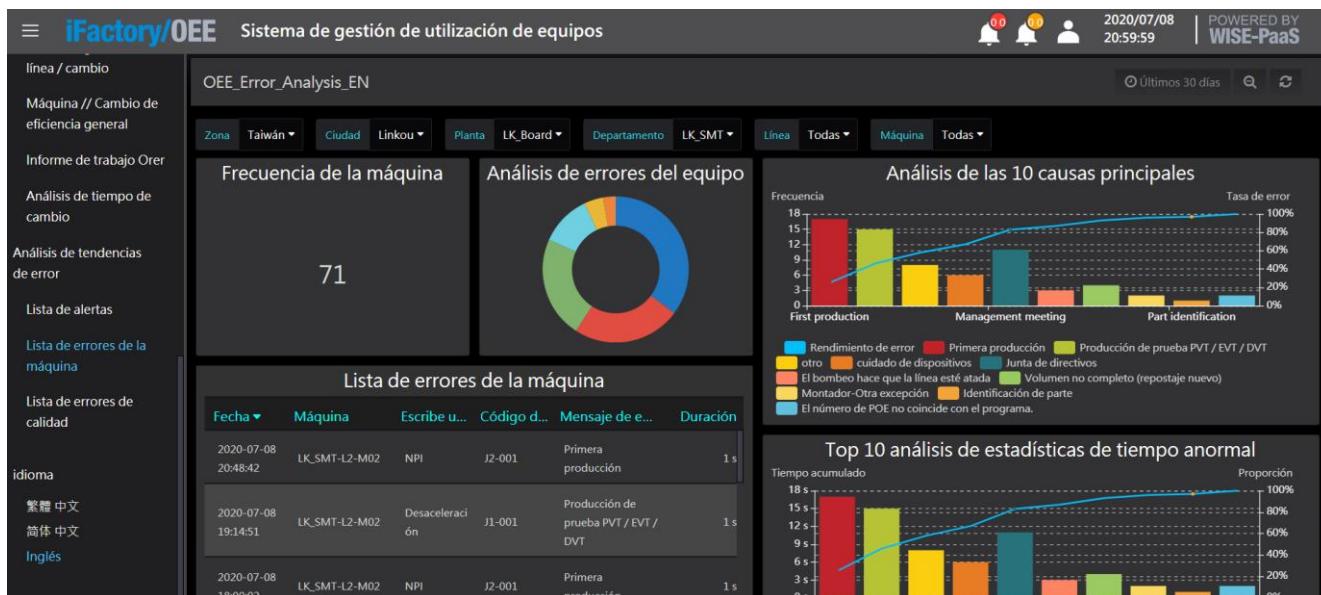 iFactory/OEE Sistema de gestión de utilización de equipos
00
00
2020/07/08
20:59:59
POWERED BY
WISE-PaaS
línea / cambio
Máquina // Cambio de
eficiencia general
Informe de trabajo Orer
Análisis de tiempo de
cambio
Análisis de tendencias
de error
Lista de alertas
Lista de errores de la
máquina
Lista de errores de
calidad
idioma
繁體 中文
简体 中文
Inglés
OEE_Error_Analysis_EN
Últimos 30 días
Zona Taiwán Ciudad Linkou Planta LK_Board Departamento LK_SMT Línea Todas Máquina Todas
Frecuencia de la máquina
71
Análisis de errores del equipo
Análisis de las 10 causas principales
Frecuencia Tasa de error
18 100%
15 80%
12
9 60%
6 40%
3 20%
0 0%
First production Management meeting Part identification
Rendimiento de error Primera producción Producción de prueba PVT / EVT / DVT
otro cuidado de dispositivos Junta de directivos
El bombeo hace que la línea esté atada Volumen no completo (repostaje nuevo)
Montador-Otra excepción Identificación de parte
El número de POE no coincide con el programa.
Lista de errores de la máquina
Fecha Máquina Escribe u... Código d... Mensaje de e... Duración
2020-07-08
20:48:42
LK_SMT-L2-M02 NPI J2-001
Primera
producción
1 s
2020-07-08
19:14:51
LK_SMT-L2-M02
Desaceleraci
ón
J1-001
Producción de
prueba PVT / EVT /
DVT
1 s
2020-07-08
LK_SMT-L2-M02 NPI J2-001
Primera
producción
1 s
Top 10 análisis de estadísticas de tiempo anormal
Tiempo acumulado Proporción
18 s 100%
15 s 80%
12 s 60%
9 s
6 s 40%
3 s 20%